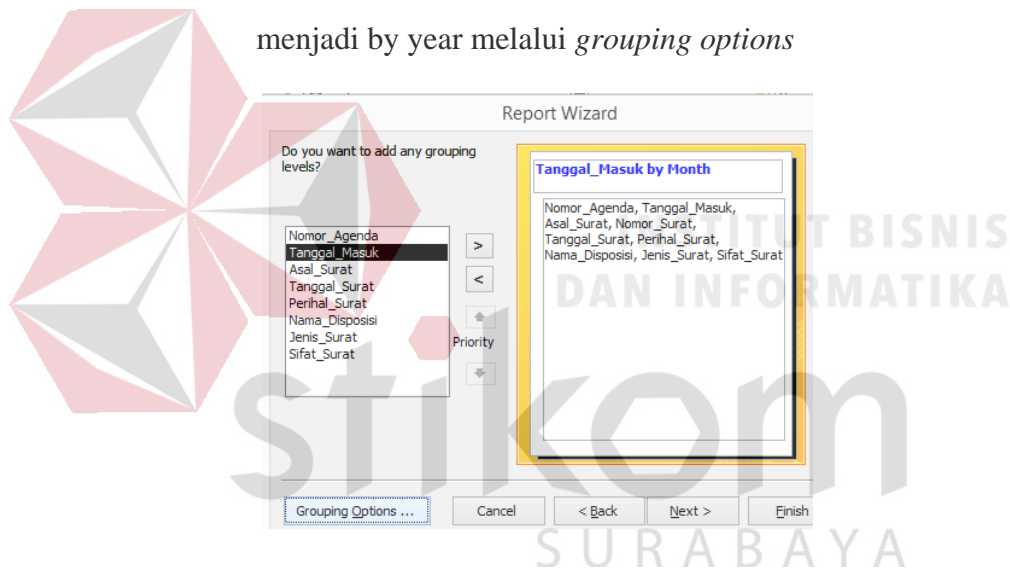 menjadi by year melalui grouping options
Report Wizard
Do you want to add any grouping
levels?
Nomor_Agenda
Tanggal_Masuk
Asal_Surat
Tanggal_Surat
Perihal_Surat
Nama_Disposisi
Jenis_Surat
Sifat_Surat
>
<
Priority
Tanggal_Masuk by Month
Nomor_Agenda, Tanggal_Masuk,
Asal_Surat, Nomor_Surat,
Tanggal_Surat, Perihal_Surat,
Nama_Disposisi, Jenis_Surat, Sifat_Surat
Grouping Options ...
Cancel
< Back
Next >
Finish
INSTITUT BISNIS
DAN INFORMATIKA
stikom
SURABAYA